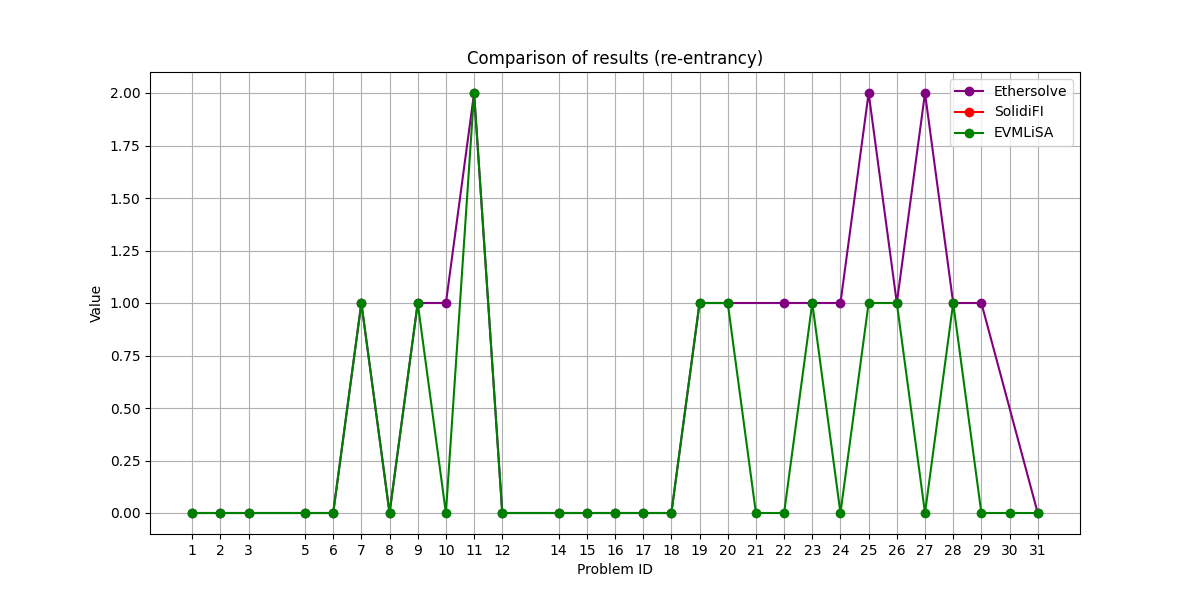 Comparison of results (re-entrancy)
Ethersolve
SolidiFI
EVMLiSA
Value
2.00
1.75
1.50
1.25
1.00
0.75
0.50
0.25
0.00
1 2 3 5 6 7 8 9 10 11 12 14 15 16 17 18 19 20 21 22 23 24 25 26 27 28 29 30 31
Problem ID